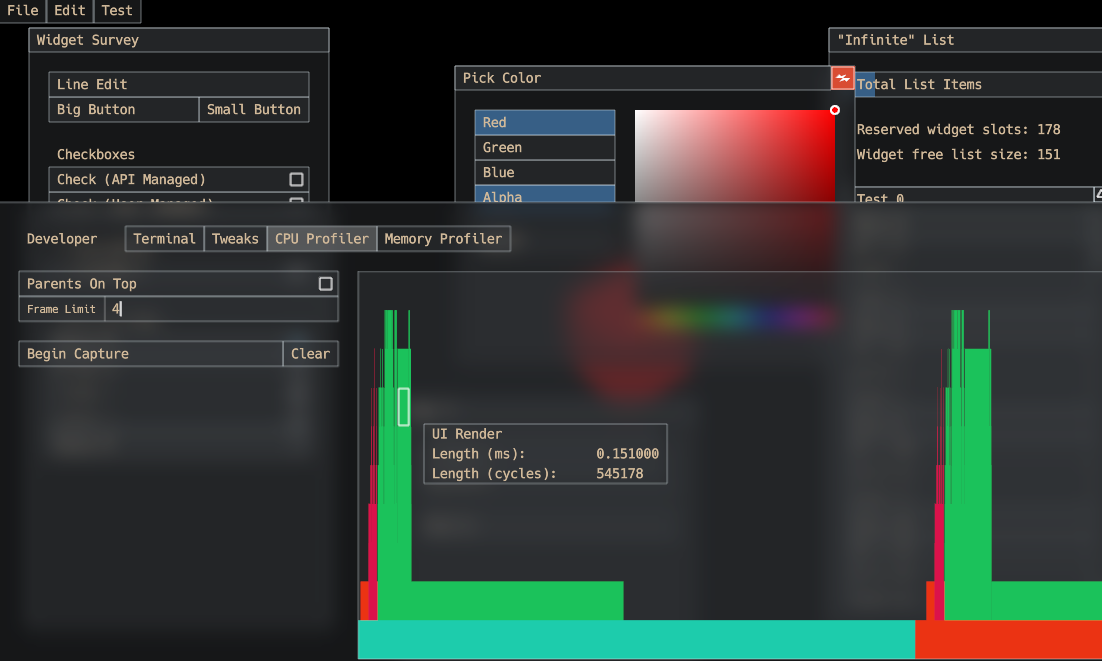 File Edit Test
Widget Survey
Line Edit
Big Button Small Button
Checkboxes
Check (API Managed)
Check (User Managed)
Pick Color
Red
Green
Blue
Alpha
"Infinite" List
Total List Items
Reserved widget slots: 178
Widget free list size: 151
Test 0
Developer Terminal Tweaks CPU Profiler Memory Profiler
Parents On Top
Frame Limit 4
Begin Capture Clear
UI Render
Length (ms): 0.151000
Length (cycles): 545178